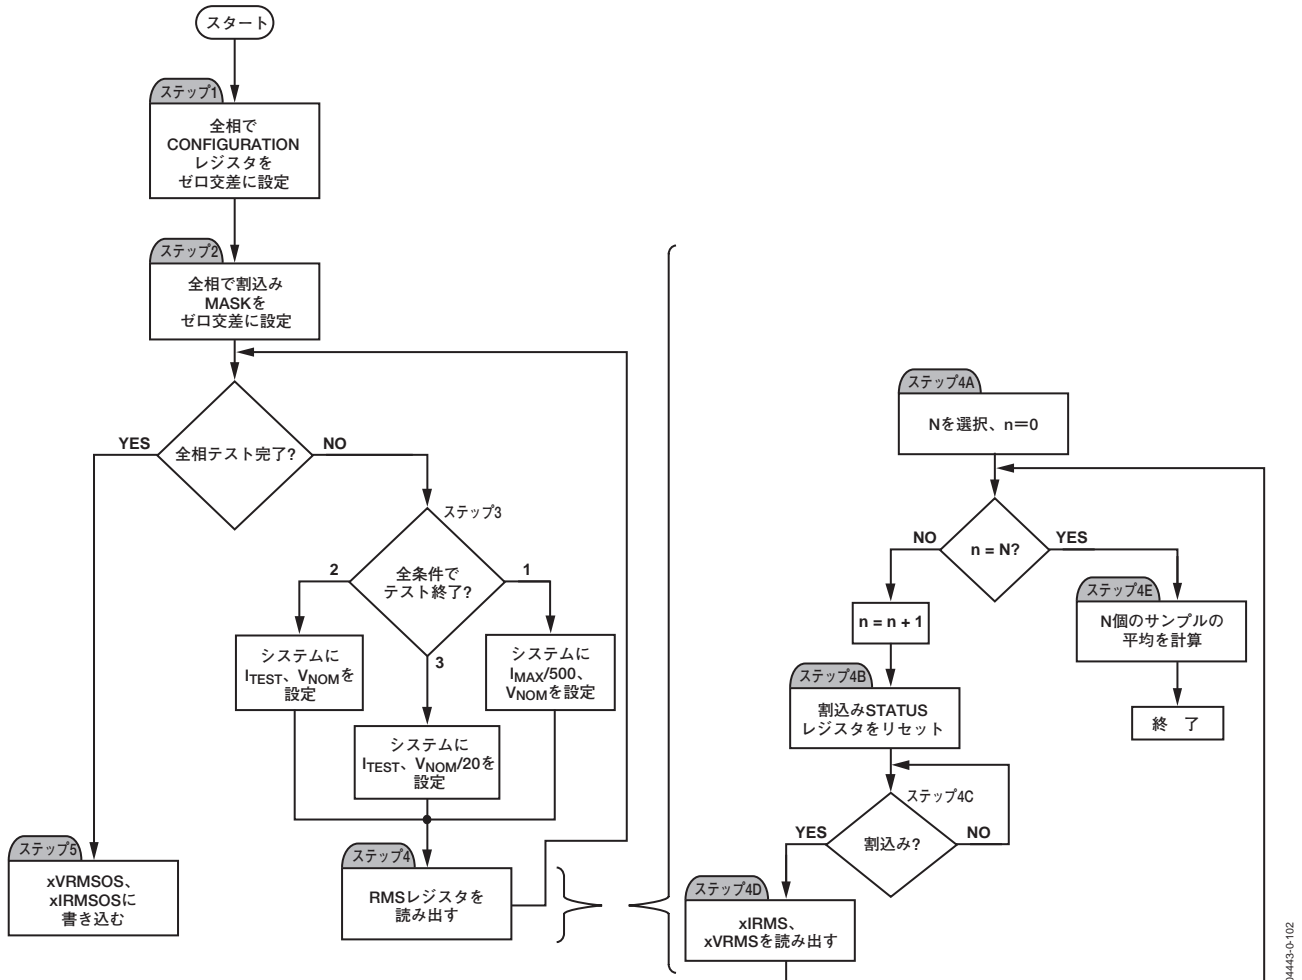 スタート
ステップ1
全相で
CONFIGURATION
レジスタを
ゼロ交差に設定
ステップ2
全相で割込み
MASKを
ゼロ交差に設定
YES
全相テスト完了?
NO
ステップ3
2
全条件で
テスト終了?
1
3
システムに
ITEST、VNOMを
設定
システムに
IMAX/500、
VNOMを設定
システムに
ITEST、VNOM/20を
設定
ステップ4
RMSレジスタを
読み出す
ステップ5
xVRMSOS、
xIRMSOSに
書き込む
ステップ4A
Nを選択、n=0
NO
n = N?
YES
n = n + 1
ステップ4E
N個のサンプルの
平均を計算
終 了
ステップ4B
割込みSTATUS
レジスタをリセット
ステップ4C
YES
割込み?
NO
ステップ4D
xIRMS、
xVRMSを読み出す
04443-0-102